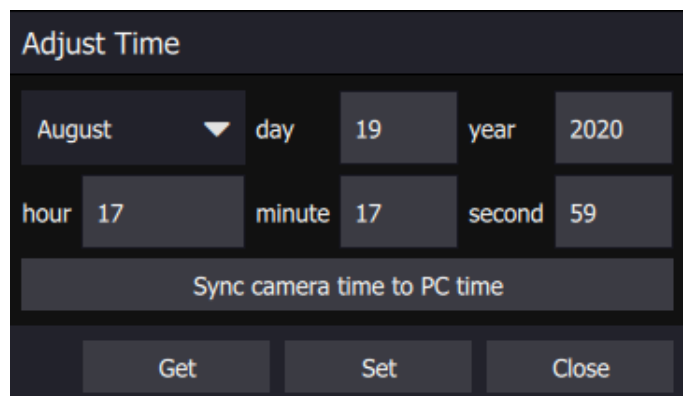 Adjust Time
August day 19 year 2020
hour 17 minute 17 second 59
Sync camera time to PC time
Get Set Close